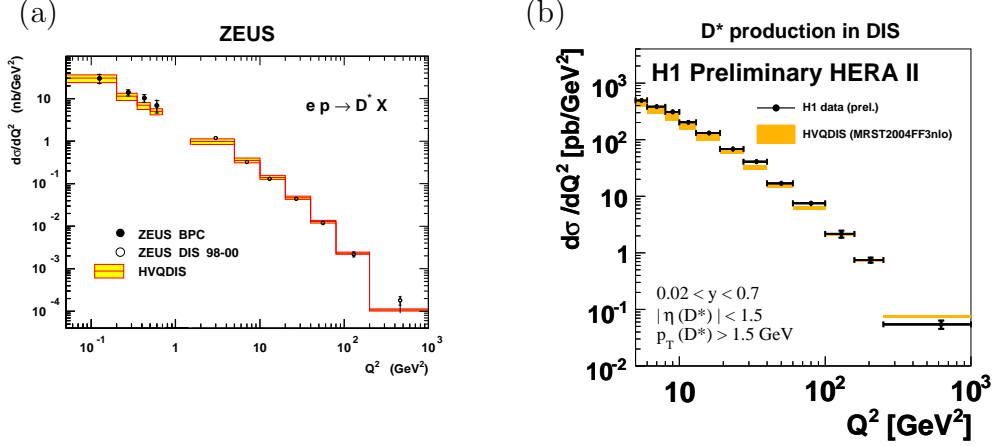 (a)
ZEUS
dσ/dQ² (nb/GeV²)
e p → D* X
10
1
10⁻¹
10⁻²
10⁻³
10⁻⁴
ZEUS BPC
ZEUS DIS 98-00
HVQDIS
10⁻¹ 1 10 10² 10³
Q² (GeV²)
(b)
D* production in DIS
H1 Preliminary HERA II
dσ/dQ² [pb/GeV²]
H1 data (prel.)
HVQDIS (MRST2004FF3nlo)
10³
10²
10
1
10⁻¹
10⁻²
0.02 < y < 0.7
| η (D*) | < 1.5
p_T (D*) > 1.5 GeV
10 10² 10³
Q² [GeV²]